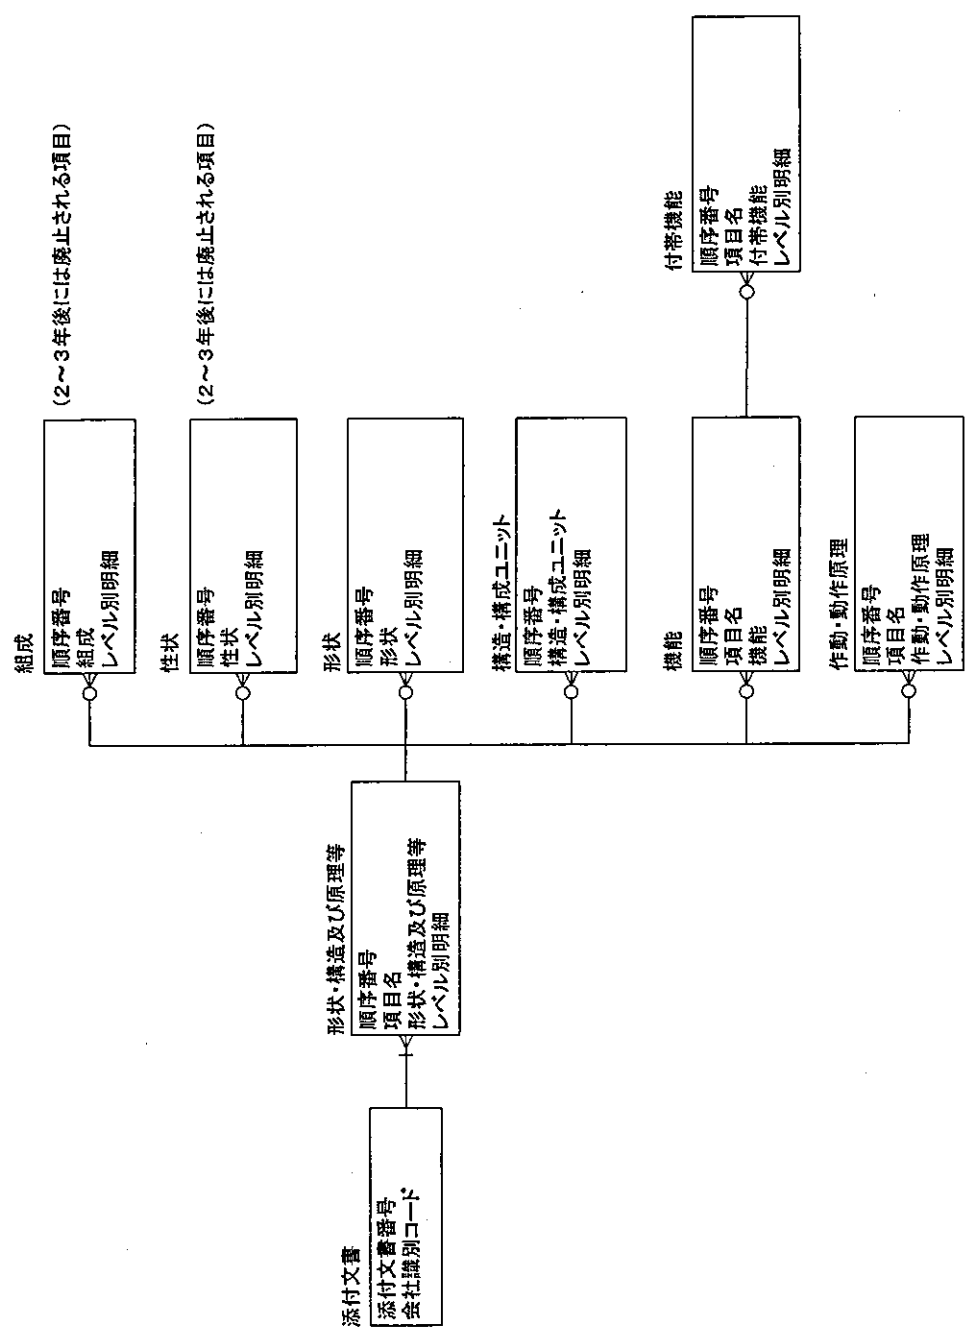 添付文書
添付文書番号
会社識別コード
形状・構造及び原理等
順序番号
項目名
形状・構造及び原理等
レベル別明細
組成
順序番号
組成
レベル別明細
(2～3年後には廃止される項目)
性状
順序番号
性状
レベル別明細
(2～3年後には廃止される項目)
形状
順序番号
形状
レベル別明細
構造・構成ユニット
順序番号
構造・構成ユニット
レベル別明細
機能
順序番号
項目名
機能
レベル別明細
付帯機能
順序番号
項目名
付帯機能
レベル別明細
作動・動作原理
順序番号
項目名
作動・動作原理
レベル別明細